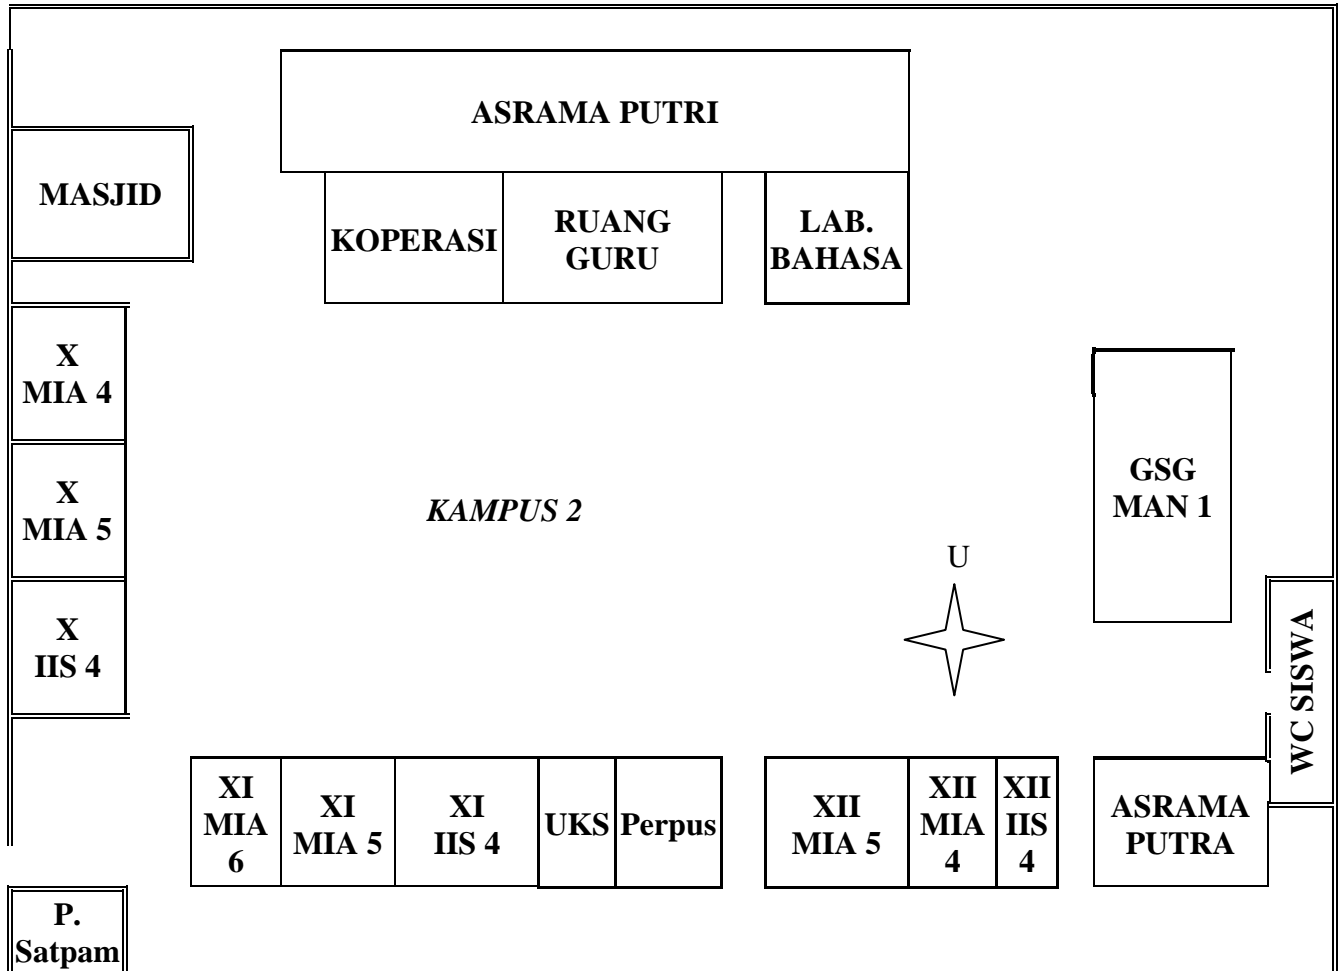 ASRAMA PUTRI
MASJID
KOPERASI
RUANG
GURU
LAB.
BAHASA
X
MIA 4
X
MIA 5
X
IIS 4
KAMPUS 2
GSG
MAN 1
U
WC SISWA
XI
MIA
6
XI
MIA 5
XI
IIS 4
UKS
Perpus
XII
MIA 5
XII
MIA
4
XII
IIS
4
ASRAMA
PUTRA
P.
Satpam